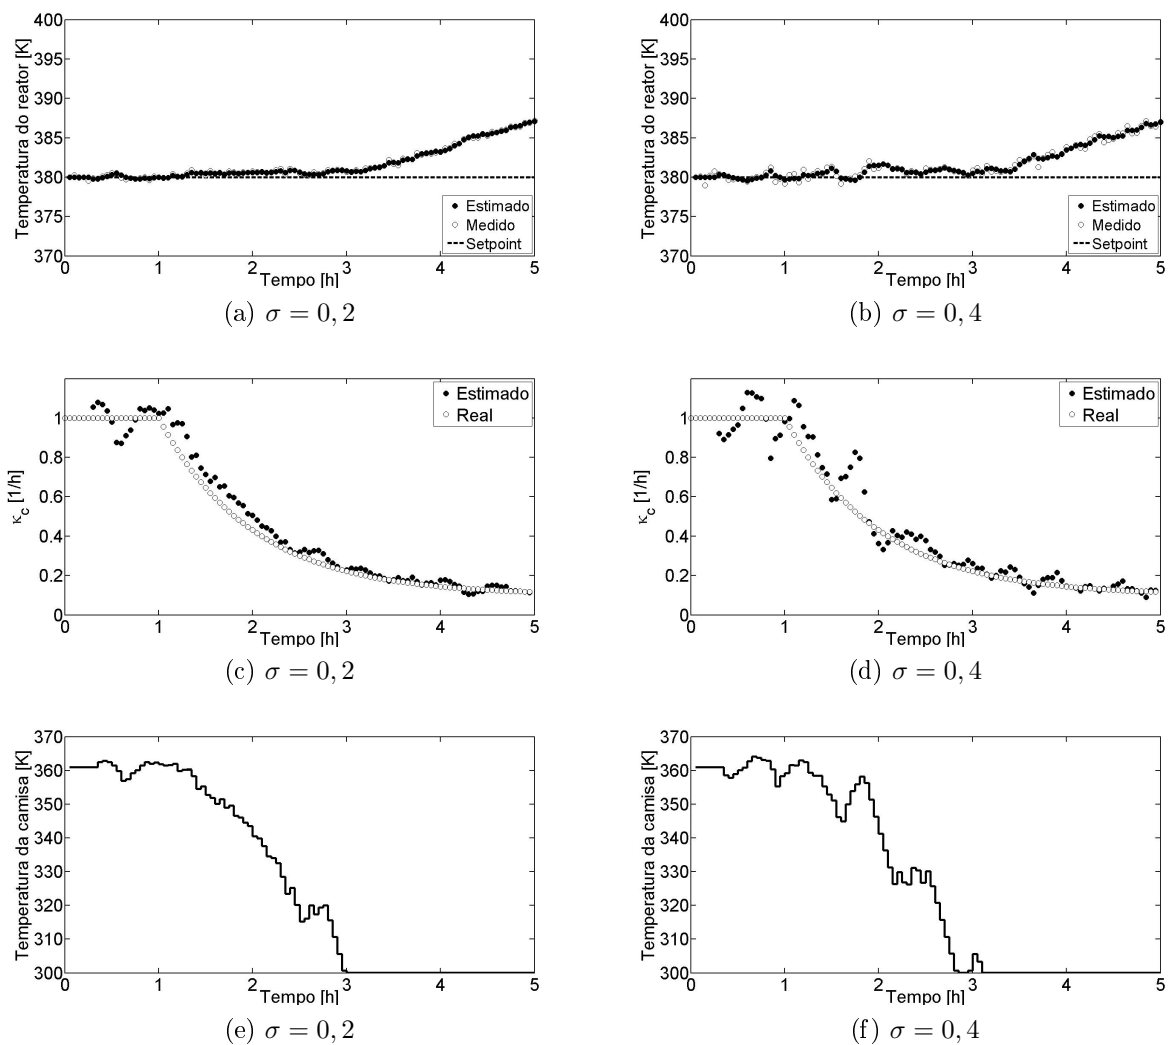 400
395
390
385
380
375
370
0 1 2 3 4 5
Temperatura do reator [K]
Tempo [h]
Estimado
Medido
Setpoint
(a) σ = 0, 2
400
395
390
385
380
375
370
0 1 2 3 4 5
Temperatura do reator [K]
Tempo [h]
Estimado
Medido
Setpoint
(b) σ = 0, 4
1
0.8
0.6
0.4
0.2
0
0 1 2 3 4 5
κc [1/h]
Tempo [h]
Estimado
Real
(c) σ = 0, 2
1
0.8
0.6
0.4
0.2
0
0 1 2 3 4 5
κc [1/h]
Tempo [h]
Estimado
Real
(d) σ = 0, 4
370
360
350
340
330
320
310
300
0 1 2 3 4 5
Temperatura da camisa [K]
Tempo [h]
(e) σ = 0, 2
370
360
350
340
330
320
310
300
0 1 2 3 4 5
Temperatura da camisa [K]
Tempo [h]
(f) σ = 0, 4